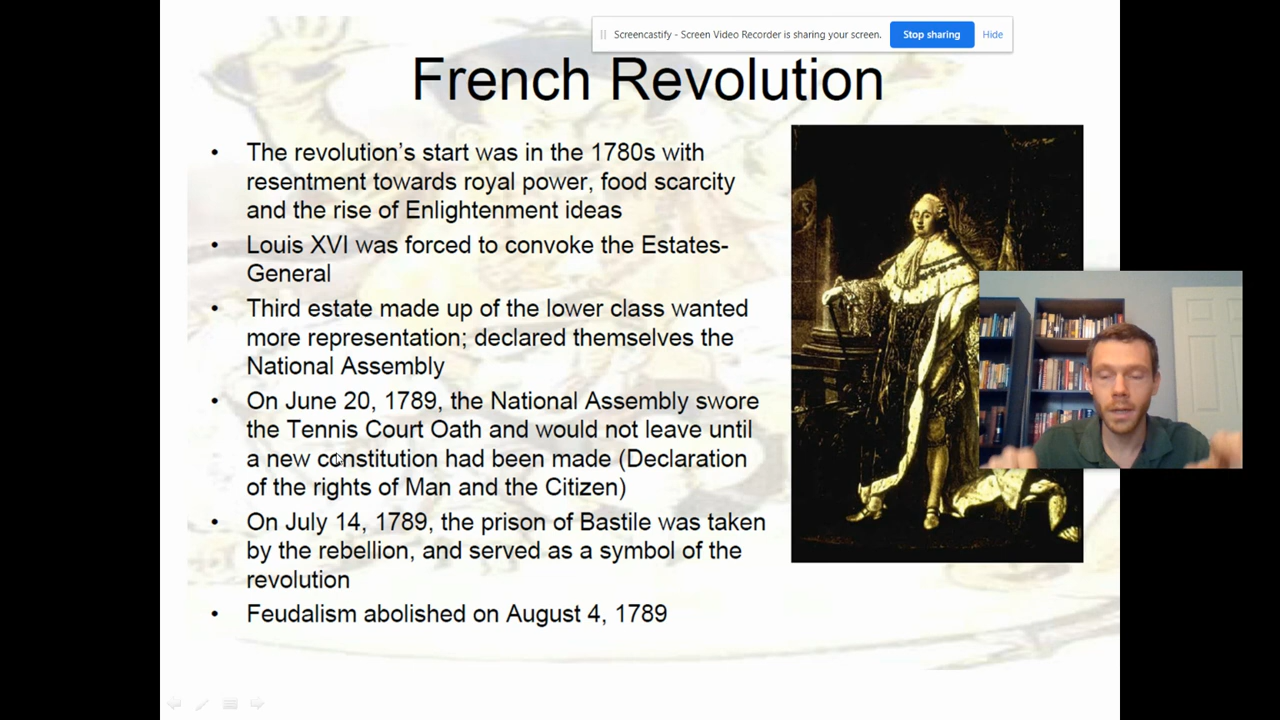 Screencastify - Screen Video Recorder is sharing your screen. Stop sharing Hide
French Revolution
• The revolution's start was in the 1780s with
resentment towards royal power, food scarcity
and the rise of Enlightenment ideas
• Louis XVI was forced to convoke the Estates-
General
• Third estate made up of the lower class wanted
more representation; declared themselves the
National Assembly
• On June 20, 1789, the National Assembly swore
the Tennis Court Oath and would not leave until
a new constitution had been made (Declaration
of the rights of Man and the Citizen)
• On July 14, 1789, the prison of Bastile was taken
by the rebellion, and served as a symbol of the
revolution
• Feudalism abolished on August 4, 1789